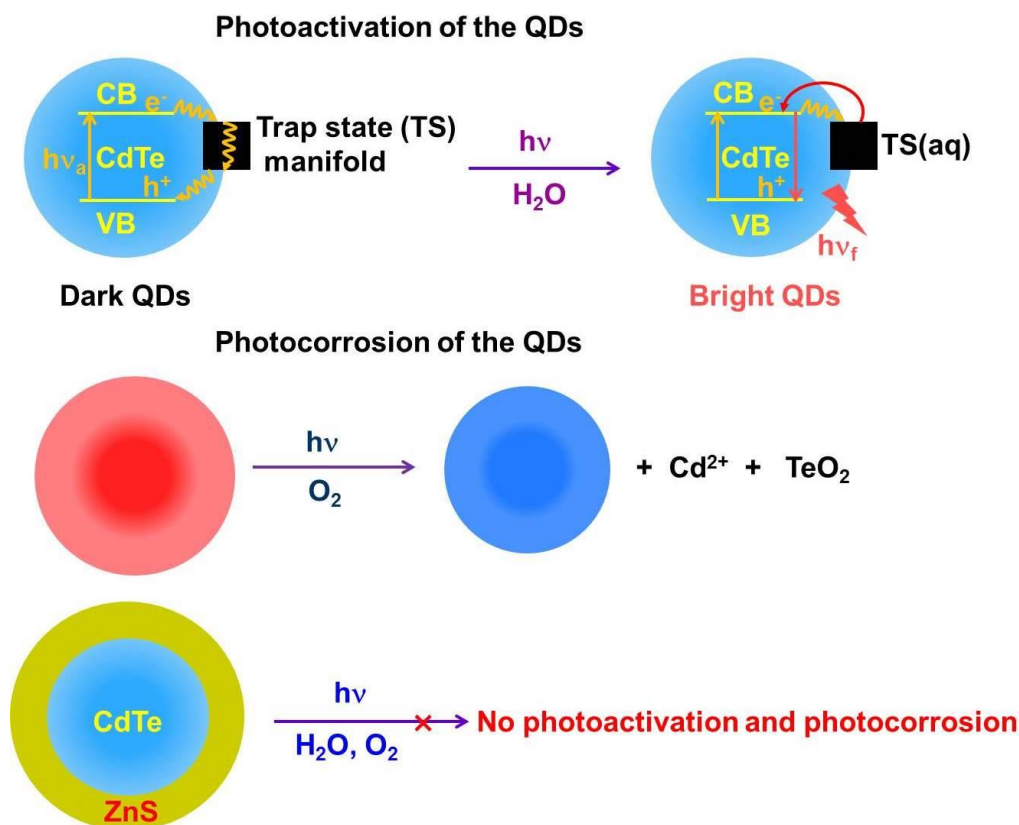 Photoactivation of the QDs
CB
e⁻
hνₐ
CdTe
h⁺
VB
Trap state (TS)
manifold
hν
H₂O
CB
e⁻
CdTe
h⁺
VB
TS(aq)
hν_f
Dark QDs
Bright QDs
Photocorrosion of the QDs
hν
O₂
+ Cd²⁺ + TeO₂
CdTe
ZnS
hν
H₂O, O₂
No photoactivation and photocorrosion